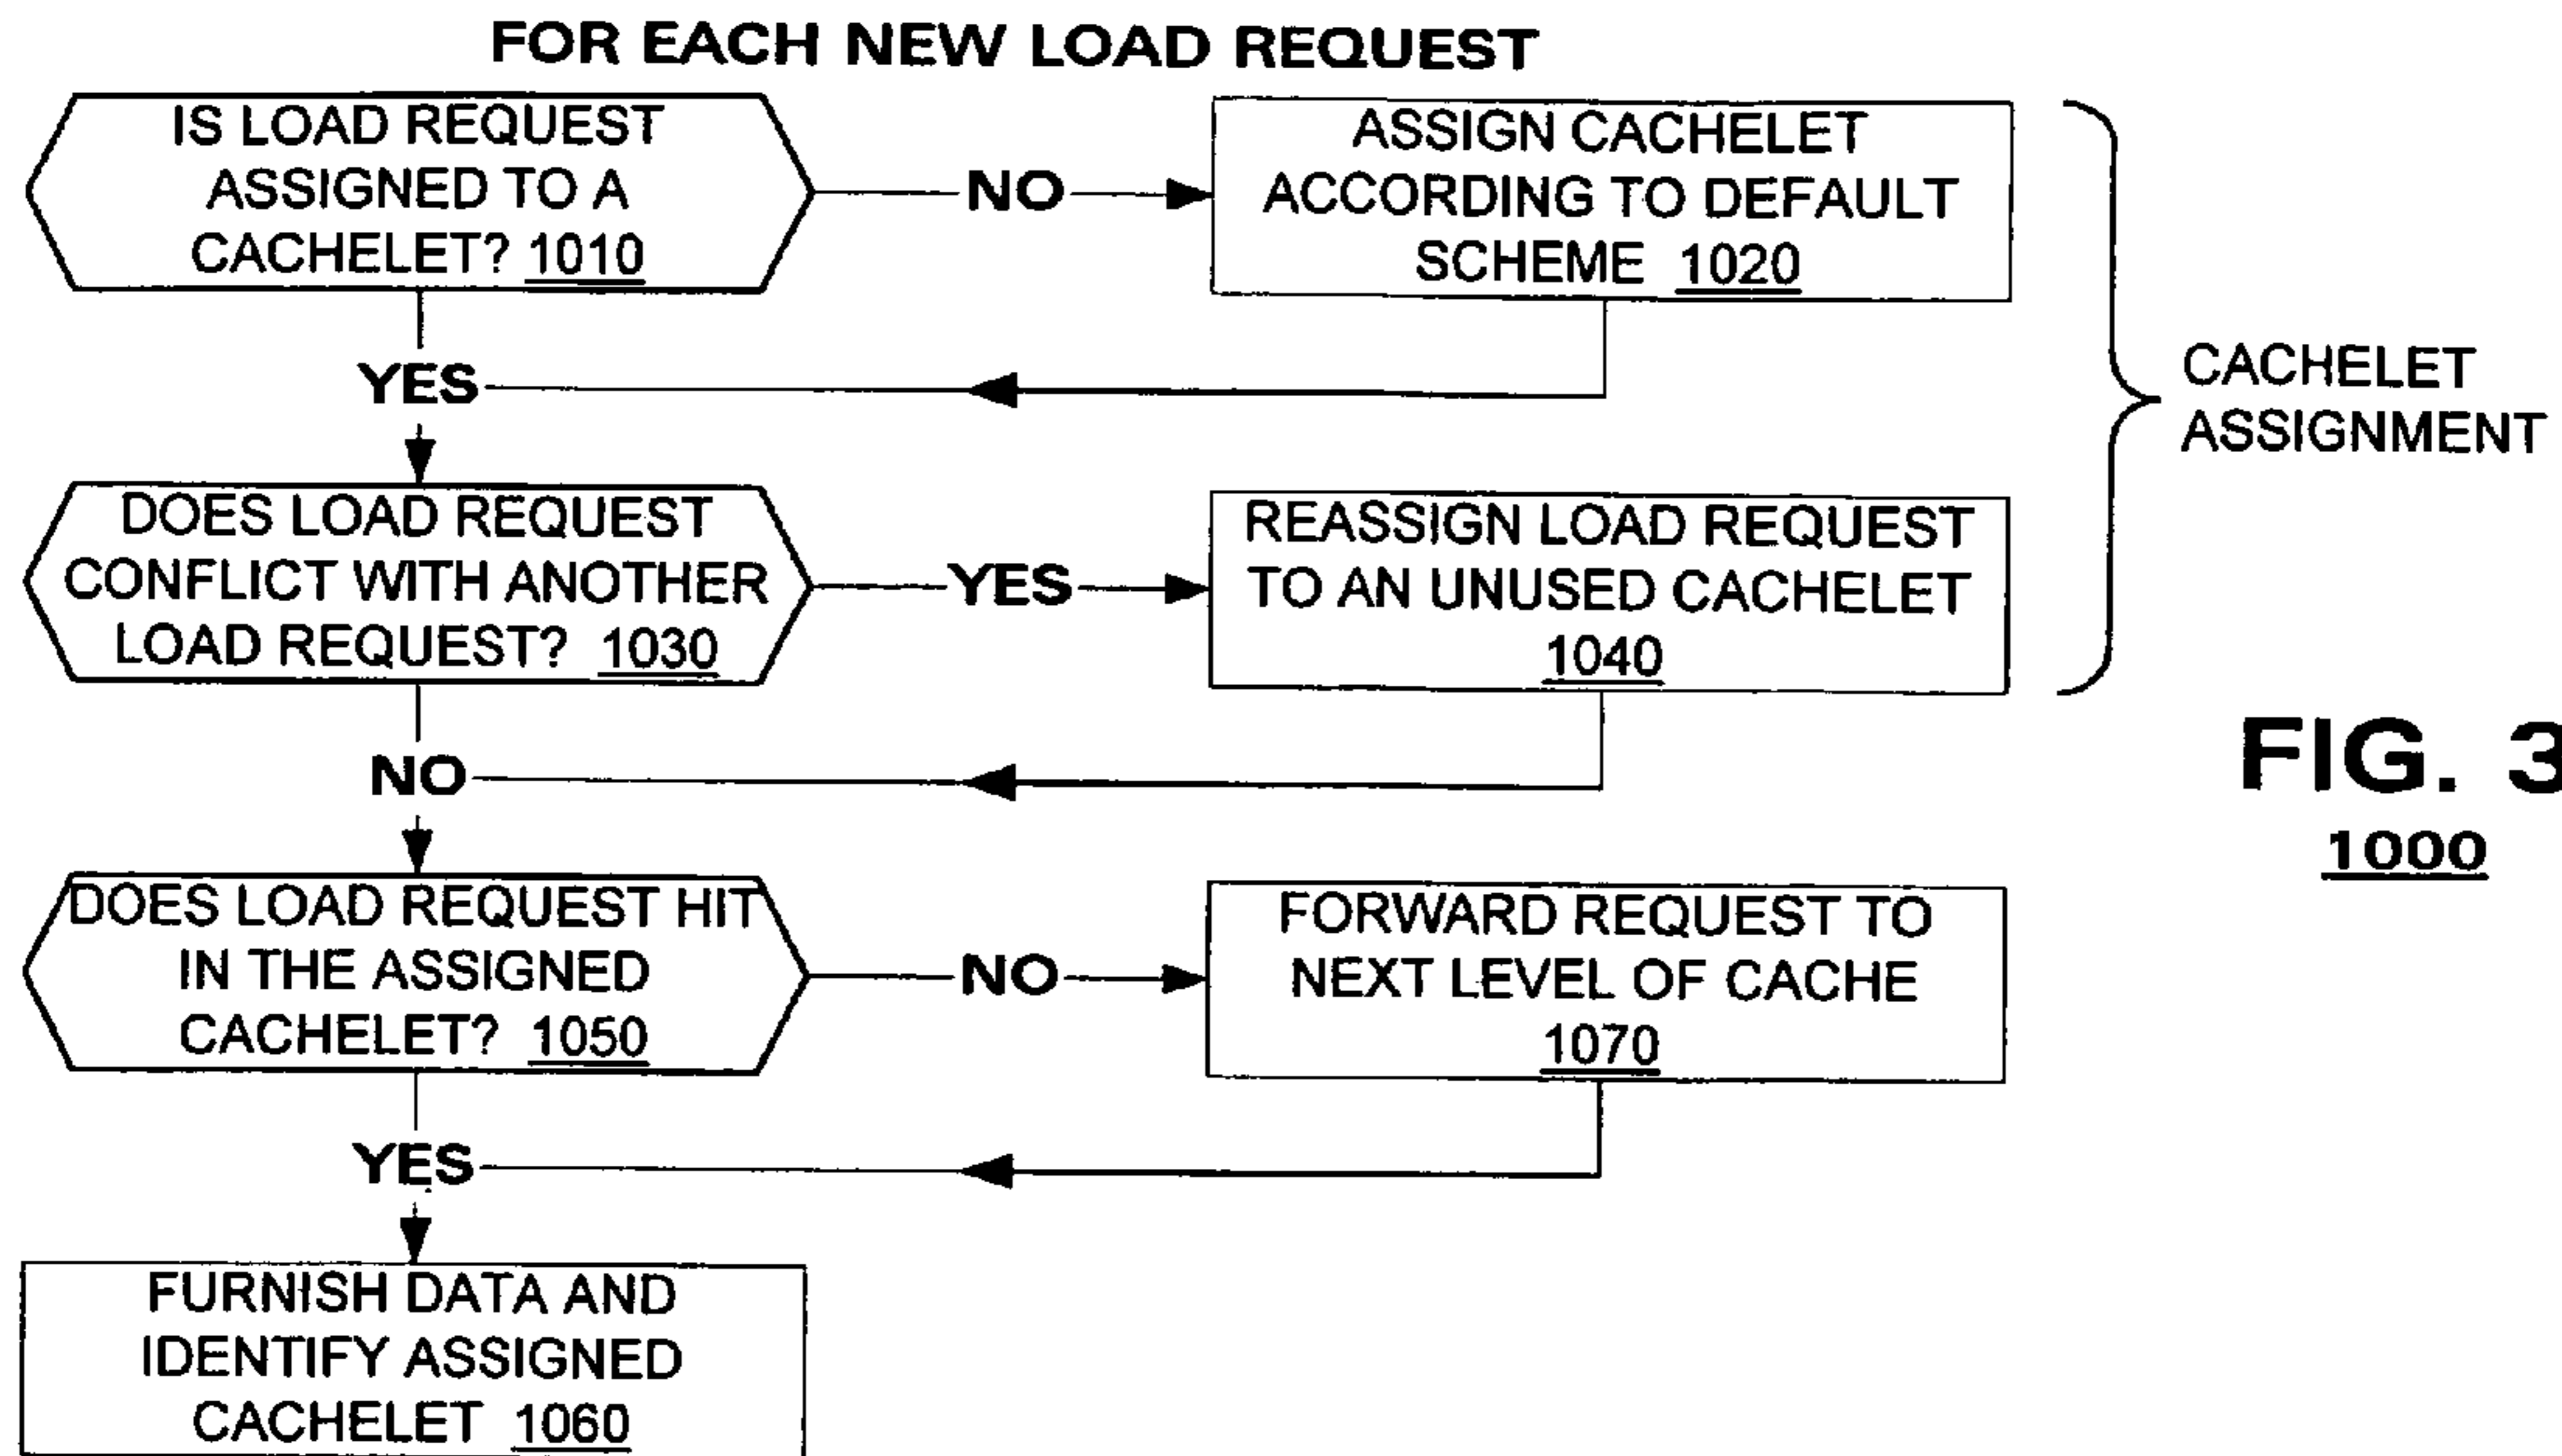 FOR EACH NEW LOAD REQUEST
IS LOAD REQUEST
ASSIGNED TO A
CACHELET? 1010
NO
ASSIGN CACHELET
ACCORDING TO DEFAULT
SCHEME 1020
YES
CACHELET
ASSIGNMENT
DOES LOAD REQUEST
CONFLICT WITH ANOTHER
LOAD REQUEST? 1030
YES
REASSIGN LOAD REQUEST
TO AN UNUSED CACHELET
1040
NO
FIG. 3
1000
DOES LOAD REQUEST HIT
IN THE ASSIGNED
CACHELET? 1050
NO
FORWARD REQUEST TO
NEXT LEVEL OF CACHE
1070
YES
FURNISH DATA AND
IDENTIFY ASSIGNED
CACHELET 1060